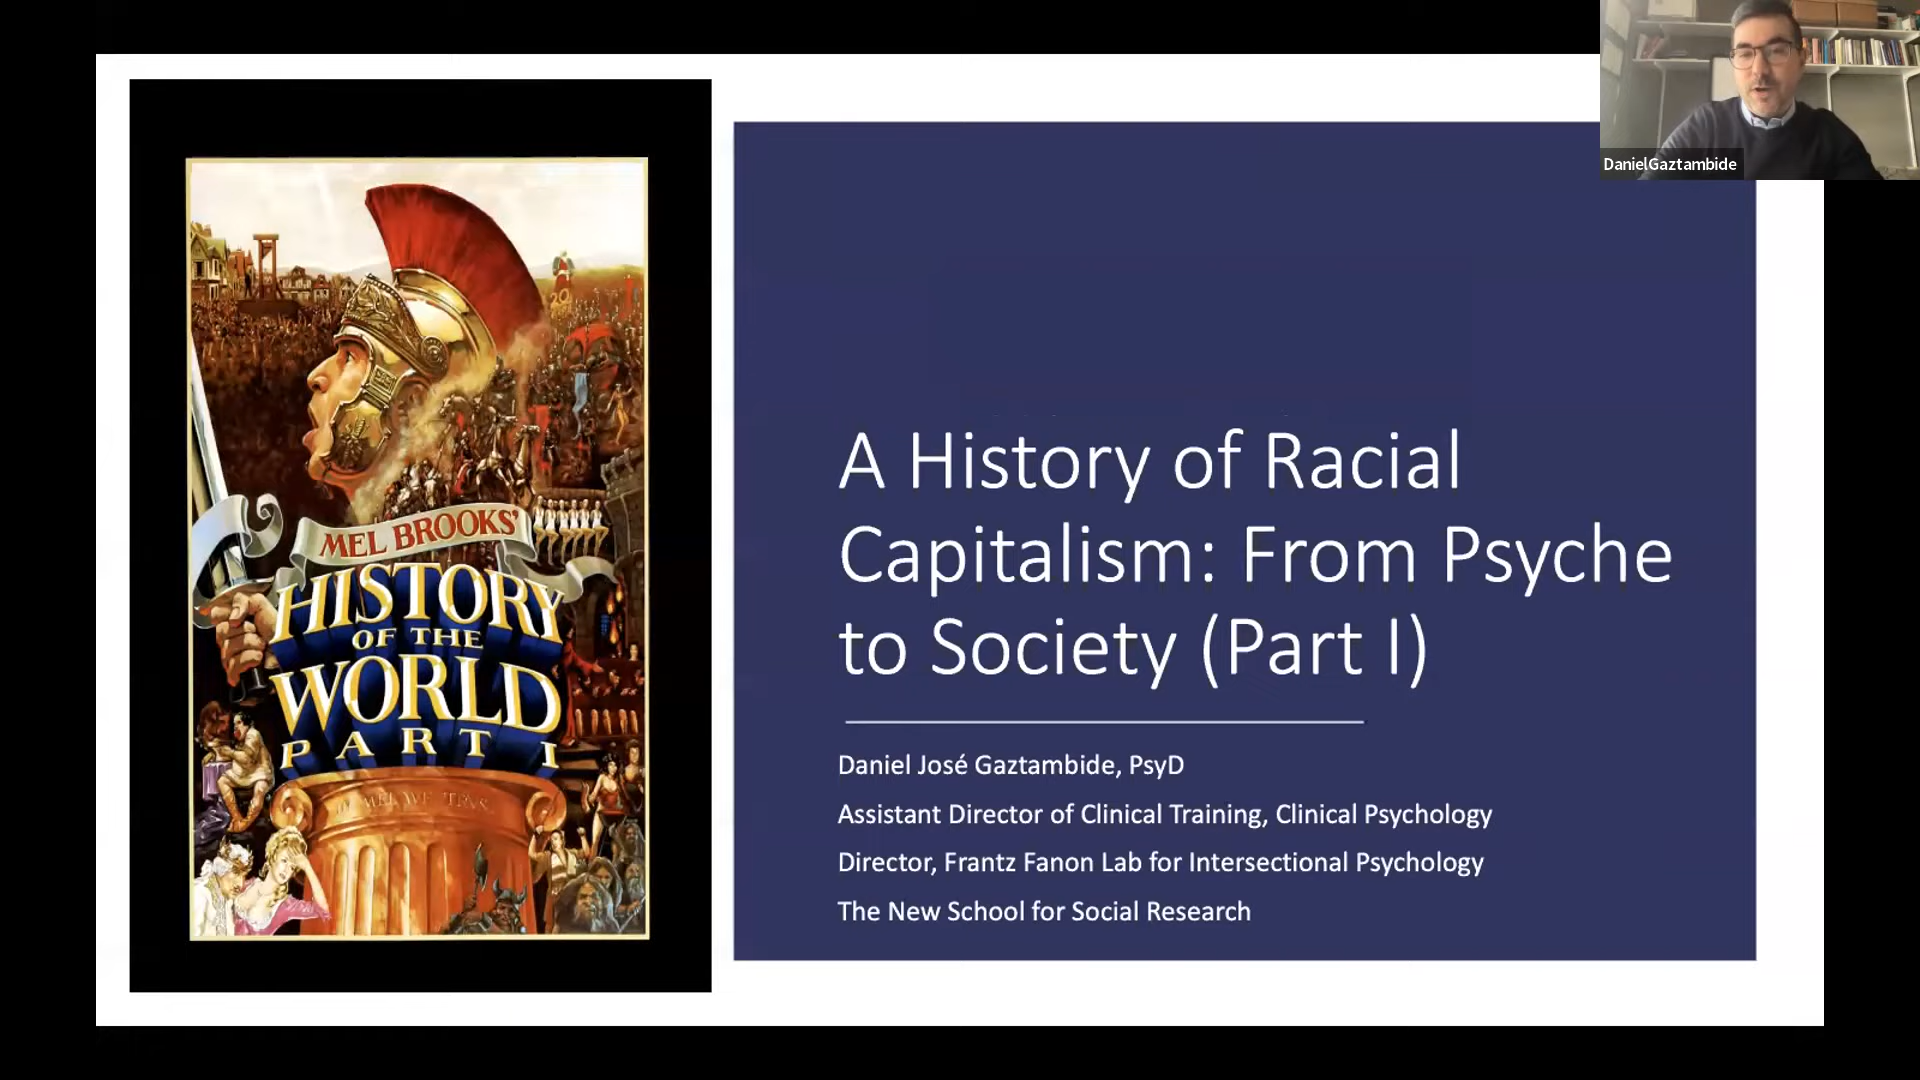 DanielGaztambide
MEL BROOKS'
HISTORY
OF THE
WORLD
PART I
A History of Racial
Capitalism: From Psyche
to Society (Part I)
Daniel José Gaztambide, PsyD
Assistant Director of Clinical Training, Clinical Psychology
Director, Frantz Fanon Lab for Intersectional Psychology
The New School for Social Research